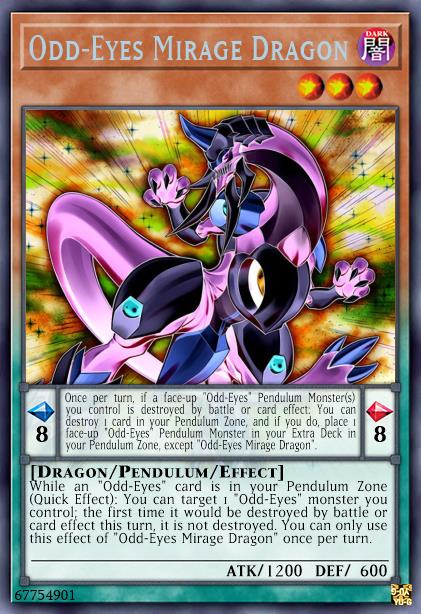 Odd-Eyes Mirage Dragon
DARK
闇
Once per turn, if a face-up "Odd-Eyes" Pendulum Monster(s)
you control is destroyed by battle or card effect: You can
destroy 1 card in your Pendulum Zone, and if you do, place 1
face-up "Odd-Eyes" Pendulum Monster in your Extra Deck in
your Pendulum Zone, except "Odd-Eyes Mirage Dragon".
8
8
[Dragon/Pendulum/Effect]
While an "Odd-Eyes" card is in your Pendulum Zone
(Quick Effect): You can target 1 "Odd-Eyes" monster you
control; the first time it would be destroyed by battle or
card effect this turn, it is not destroyed. You can only use
this effect of "Odd-Eyes Mirage Dragon" once per turn.
ATK/1200 DEF/ 600
67754901